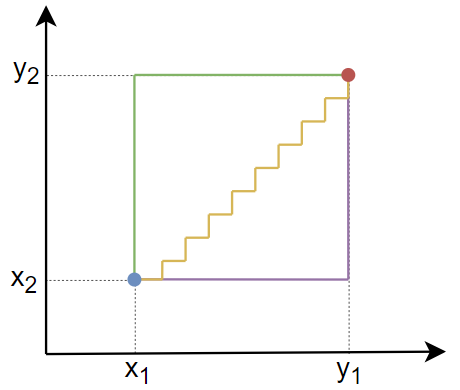 y₂
x₂
x₁ y₁